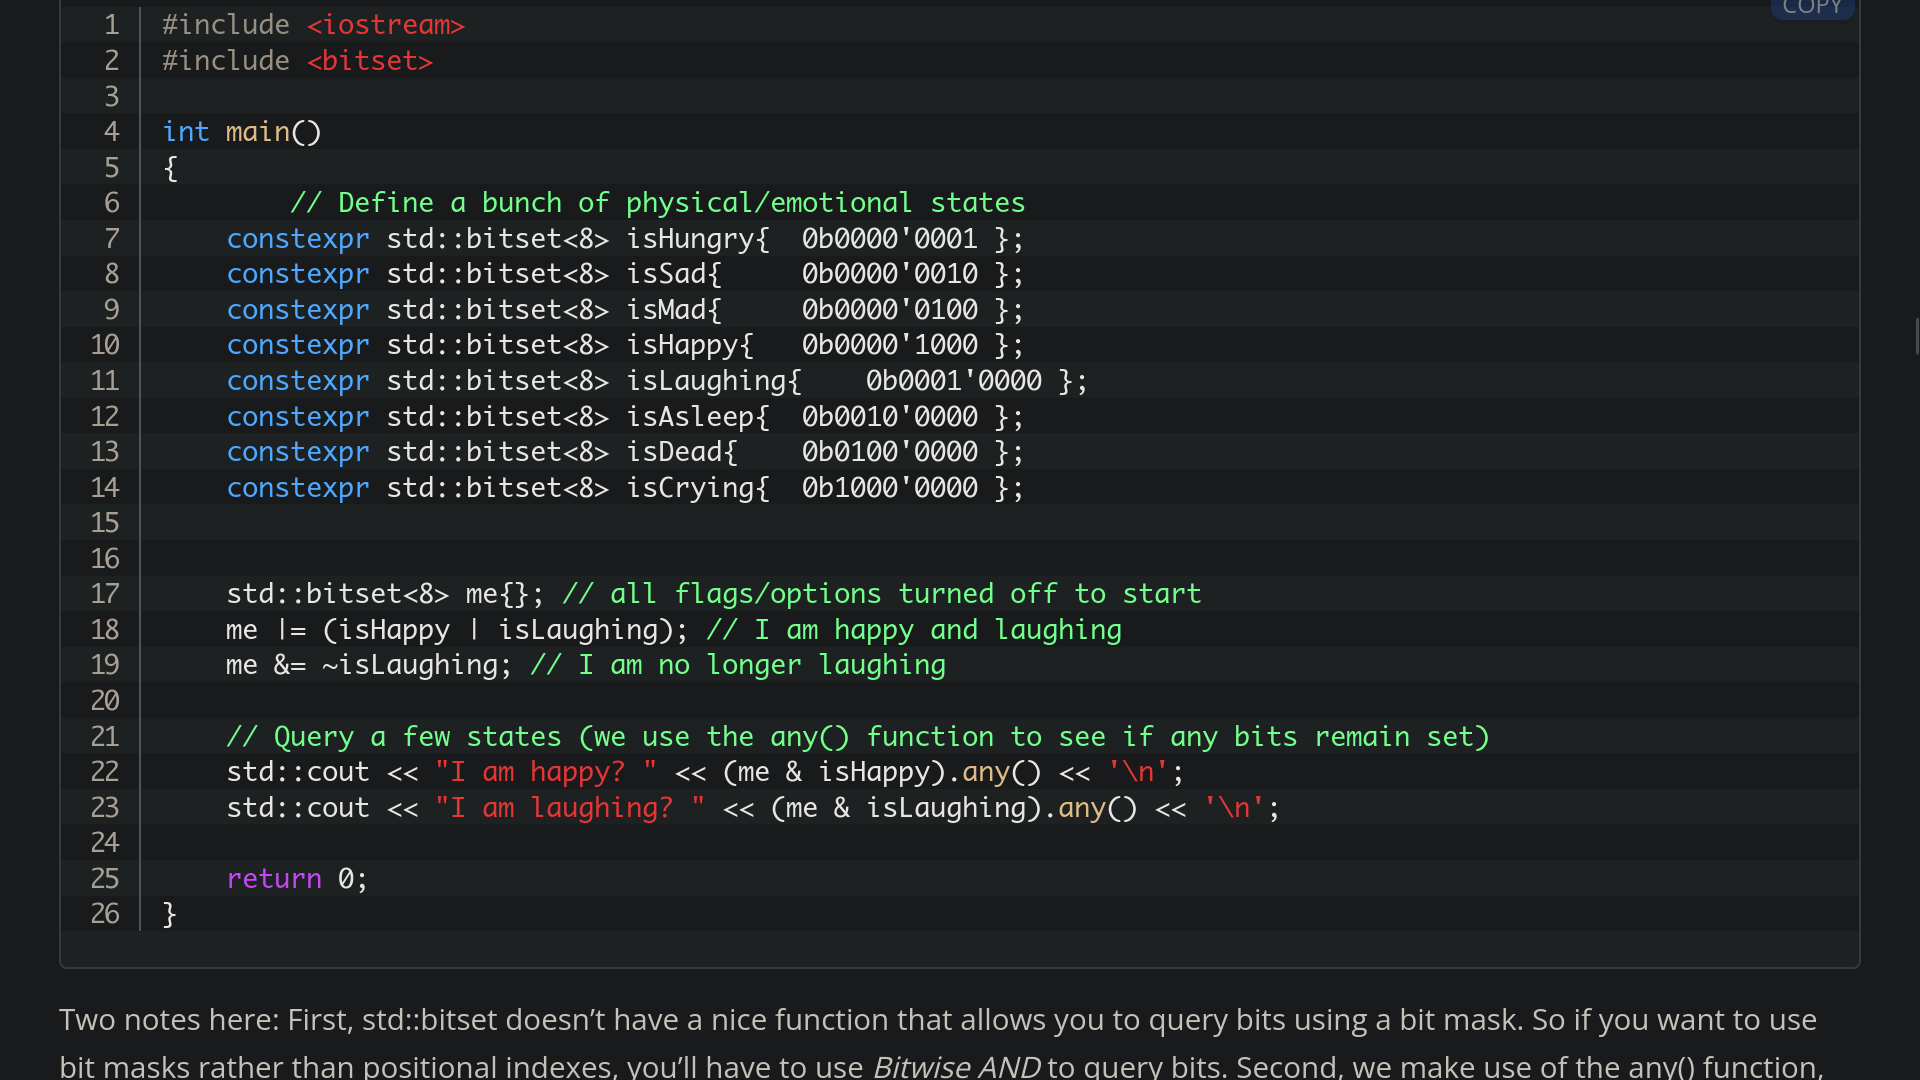 COPY
1 #include <iostream>
2 #include <bitset>
3
4 int main()
5 {
6         // Define a bunch of physical/emotional states
7     constexpr std::bitset<8> isHungry{  0b0000'0001 };
8     constexpr std::bitset<8> isSad{     0b0000'0010 };
9     constexpr std::bitset<8> isMad{     0b0000'0100 };
10     constexpr std::bitset<8> isHappy{   0b0000'1000 };
11     constexpr std::bitset<8> isLaughing{    0b0001'0000 };
12     constexpr std::bitset<8> isAsleep{  0b0010'0000 };
13     constexpr std::bitset<8> isDead{    0b0100'0000 };
14     constexpr std::bitset<8> isCrying{  0b1000'0000 };
15
16
17     std::bitset<8> me{}; // all flags/options turned off to start
18     me |= (isHappy | isLaughing); // I am happy and laughing
19     me &= ~isLaughing; // I am no longer laughing
20
21     // Query a few states (we use the any() function to see if any bits remain set)
22     std::cout << "I am happy? " << (me & isHappy).any() << '\n';
23     std::cout << "I am laughing? " << (me & isLaughing).any() << '\n';
24
25     return 0;
26 }
Two notes here: First, std::bitset doesn’t have a nice function that allows you to query bits using a bit mask. So if you want to use
bit masks rather than positional indexes, you’ll have to use Bitwise AND to query bits. Second, we make use of the any() function,